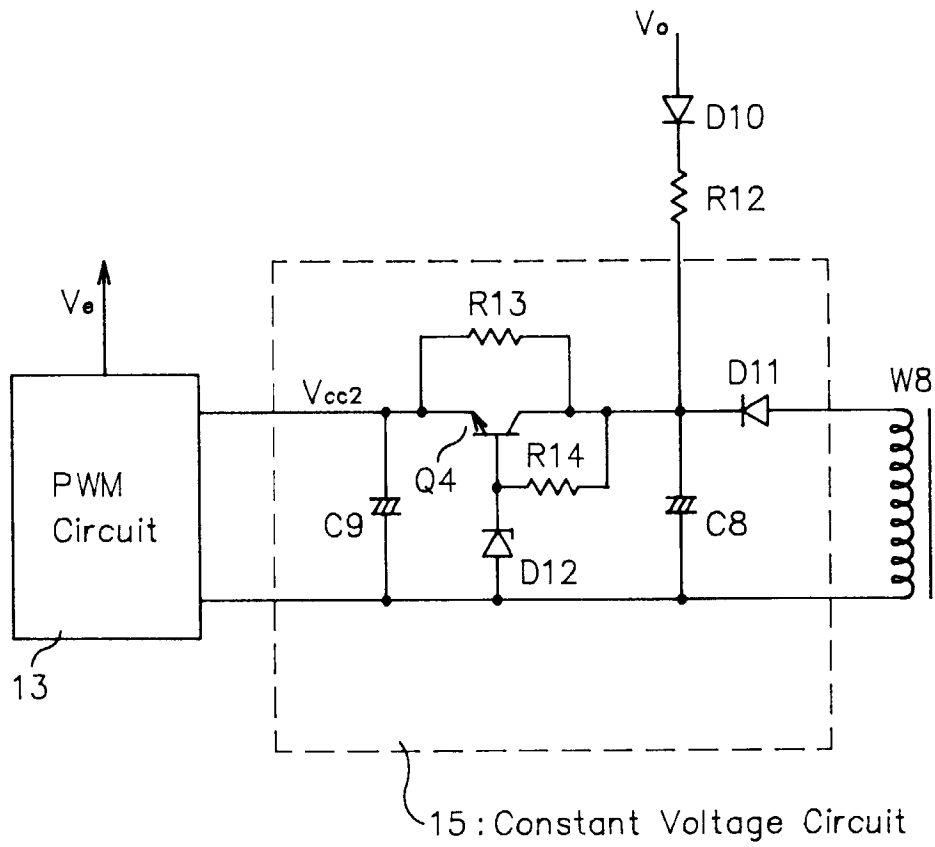 Vo
D10
R12
Ve
R13
D11
W8
Vcc2
Q4
R14
PWM
Circuit
C9
D12
C8
13
15 : Constant Voltage Circuit